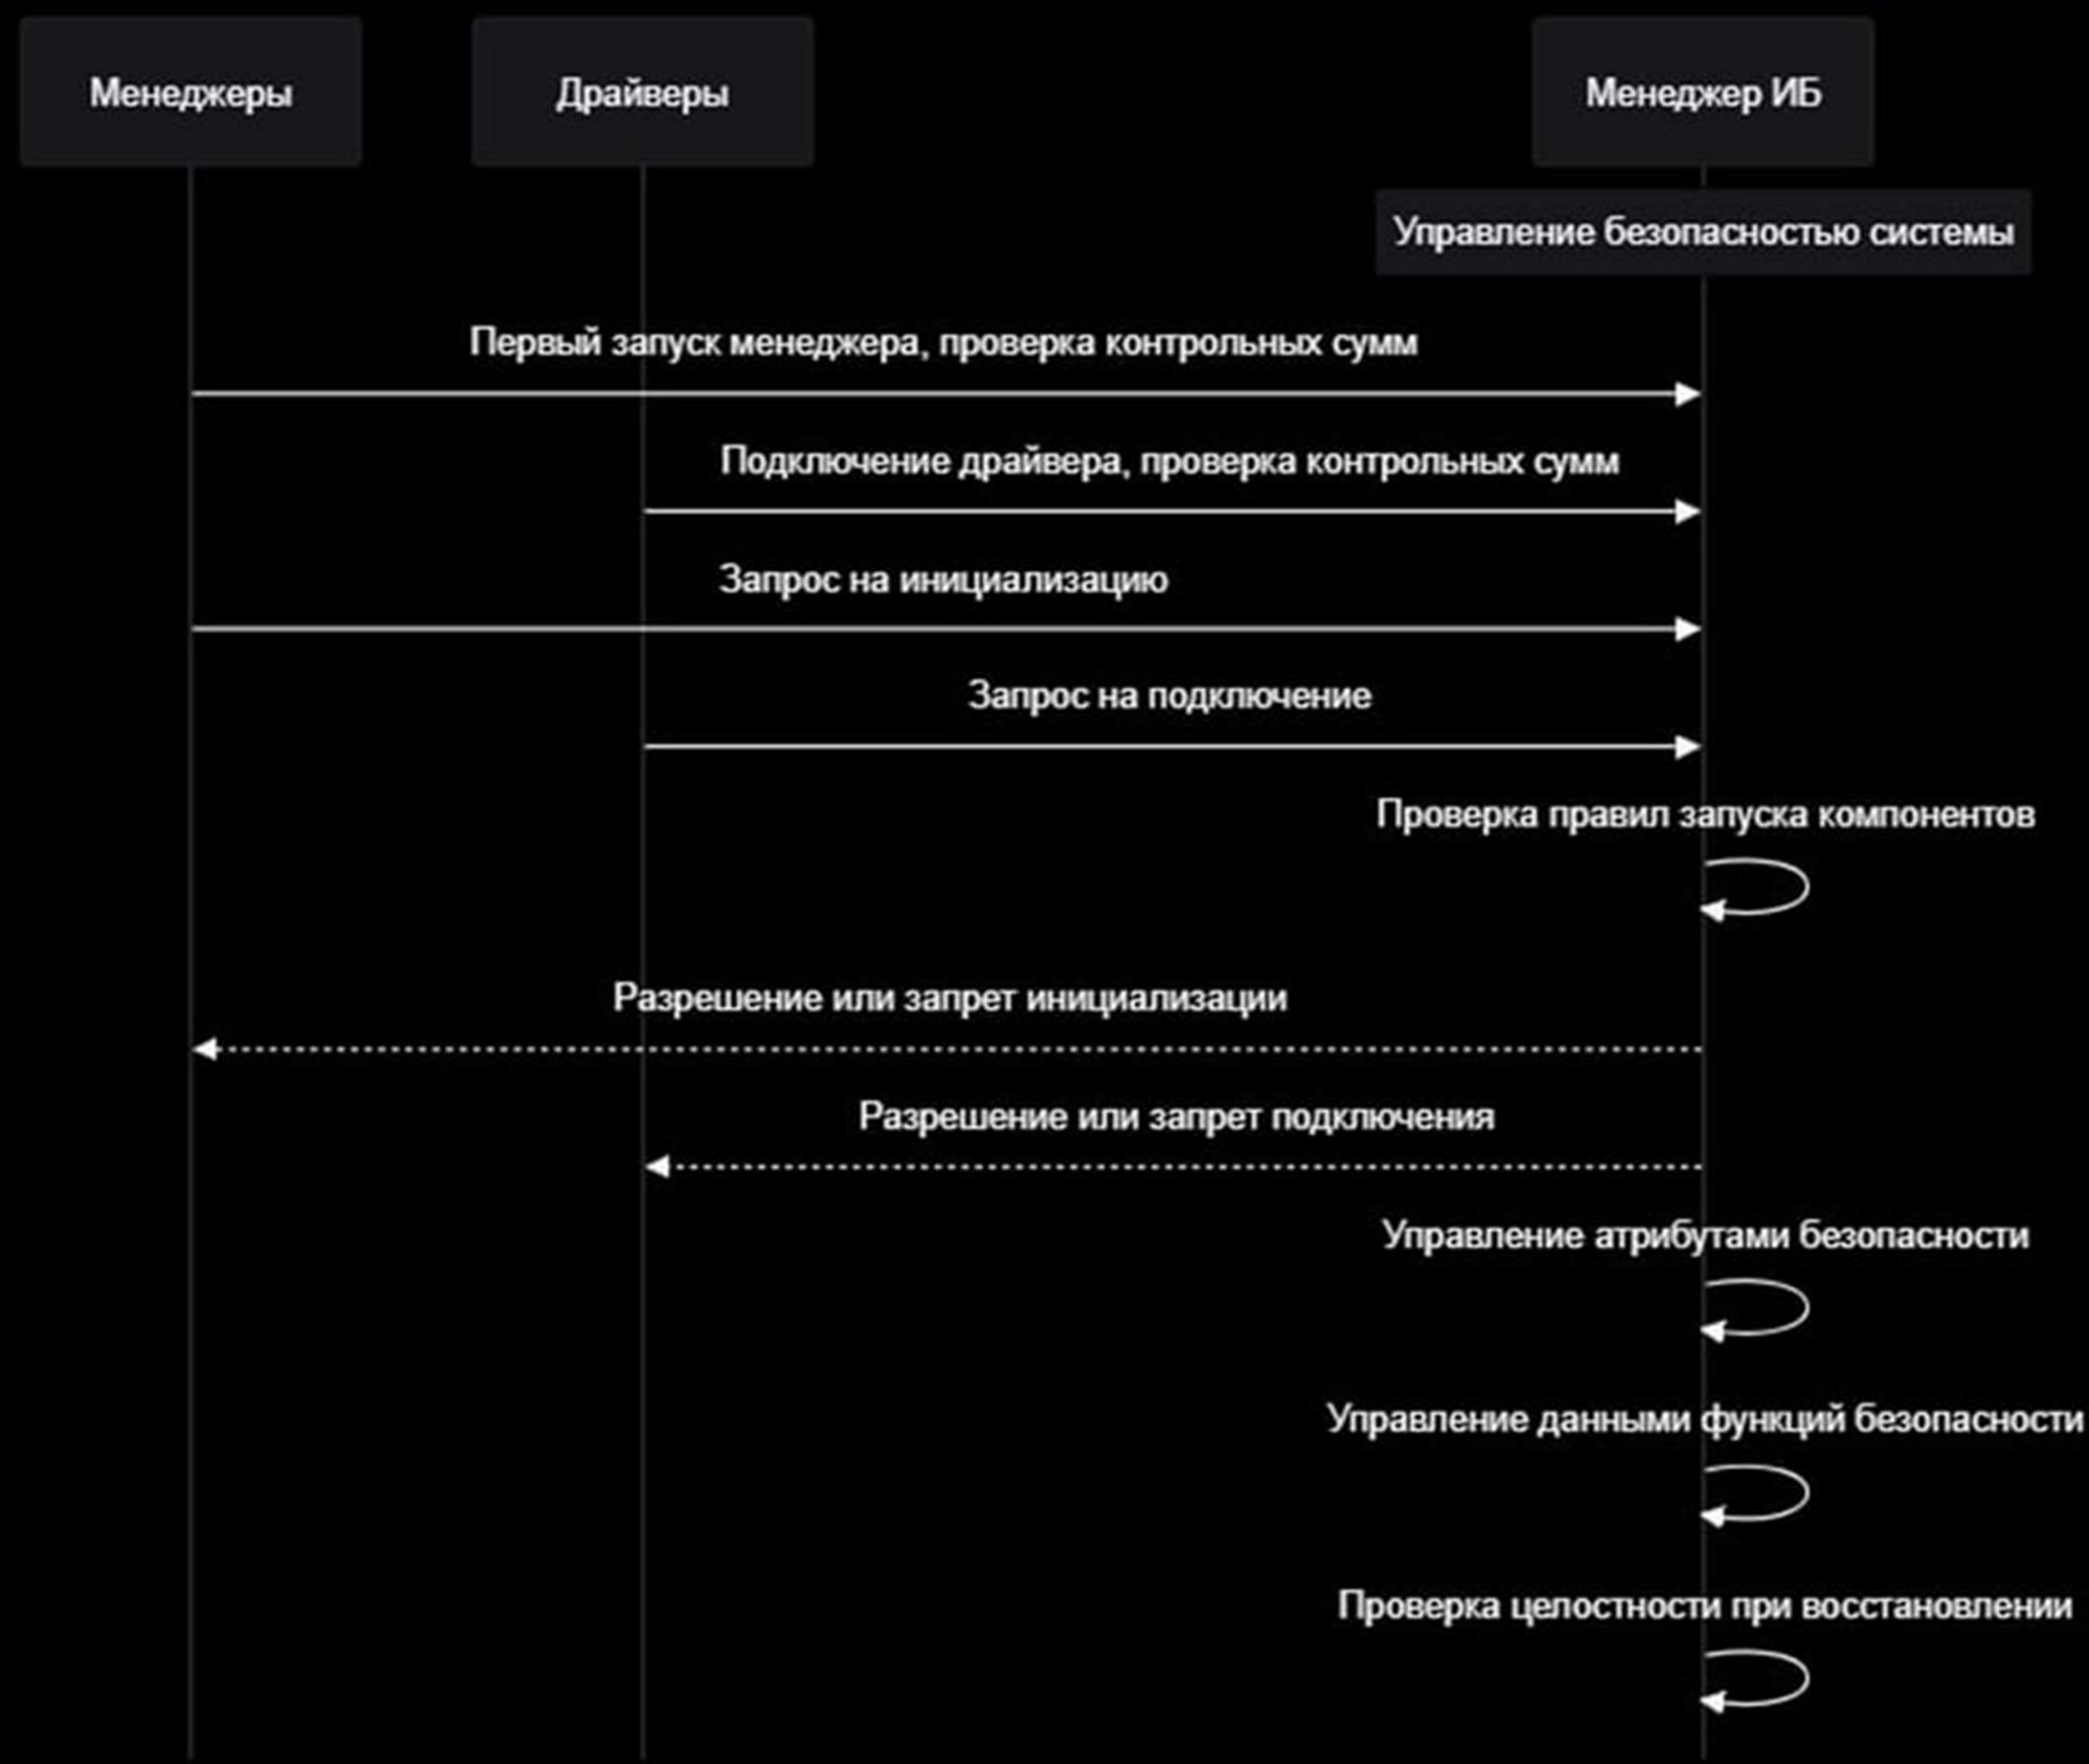 Менеджеры
Драйверы
Менеджер ИБ
Управление безопасностью системы
Первый запуск менеджера, проверка контрольных сумм
Подключение драйвера, проверка контрольных сумм
Запрос на инициализацию
Запрос на подключение
Проверка правил запуска компонентов
Разрешение или запрет инициализации
Разрешение или запрет подключения
Управление атрибутами безопасности
Управление данными функций безопасности
Проверка целостности при восстановлении